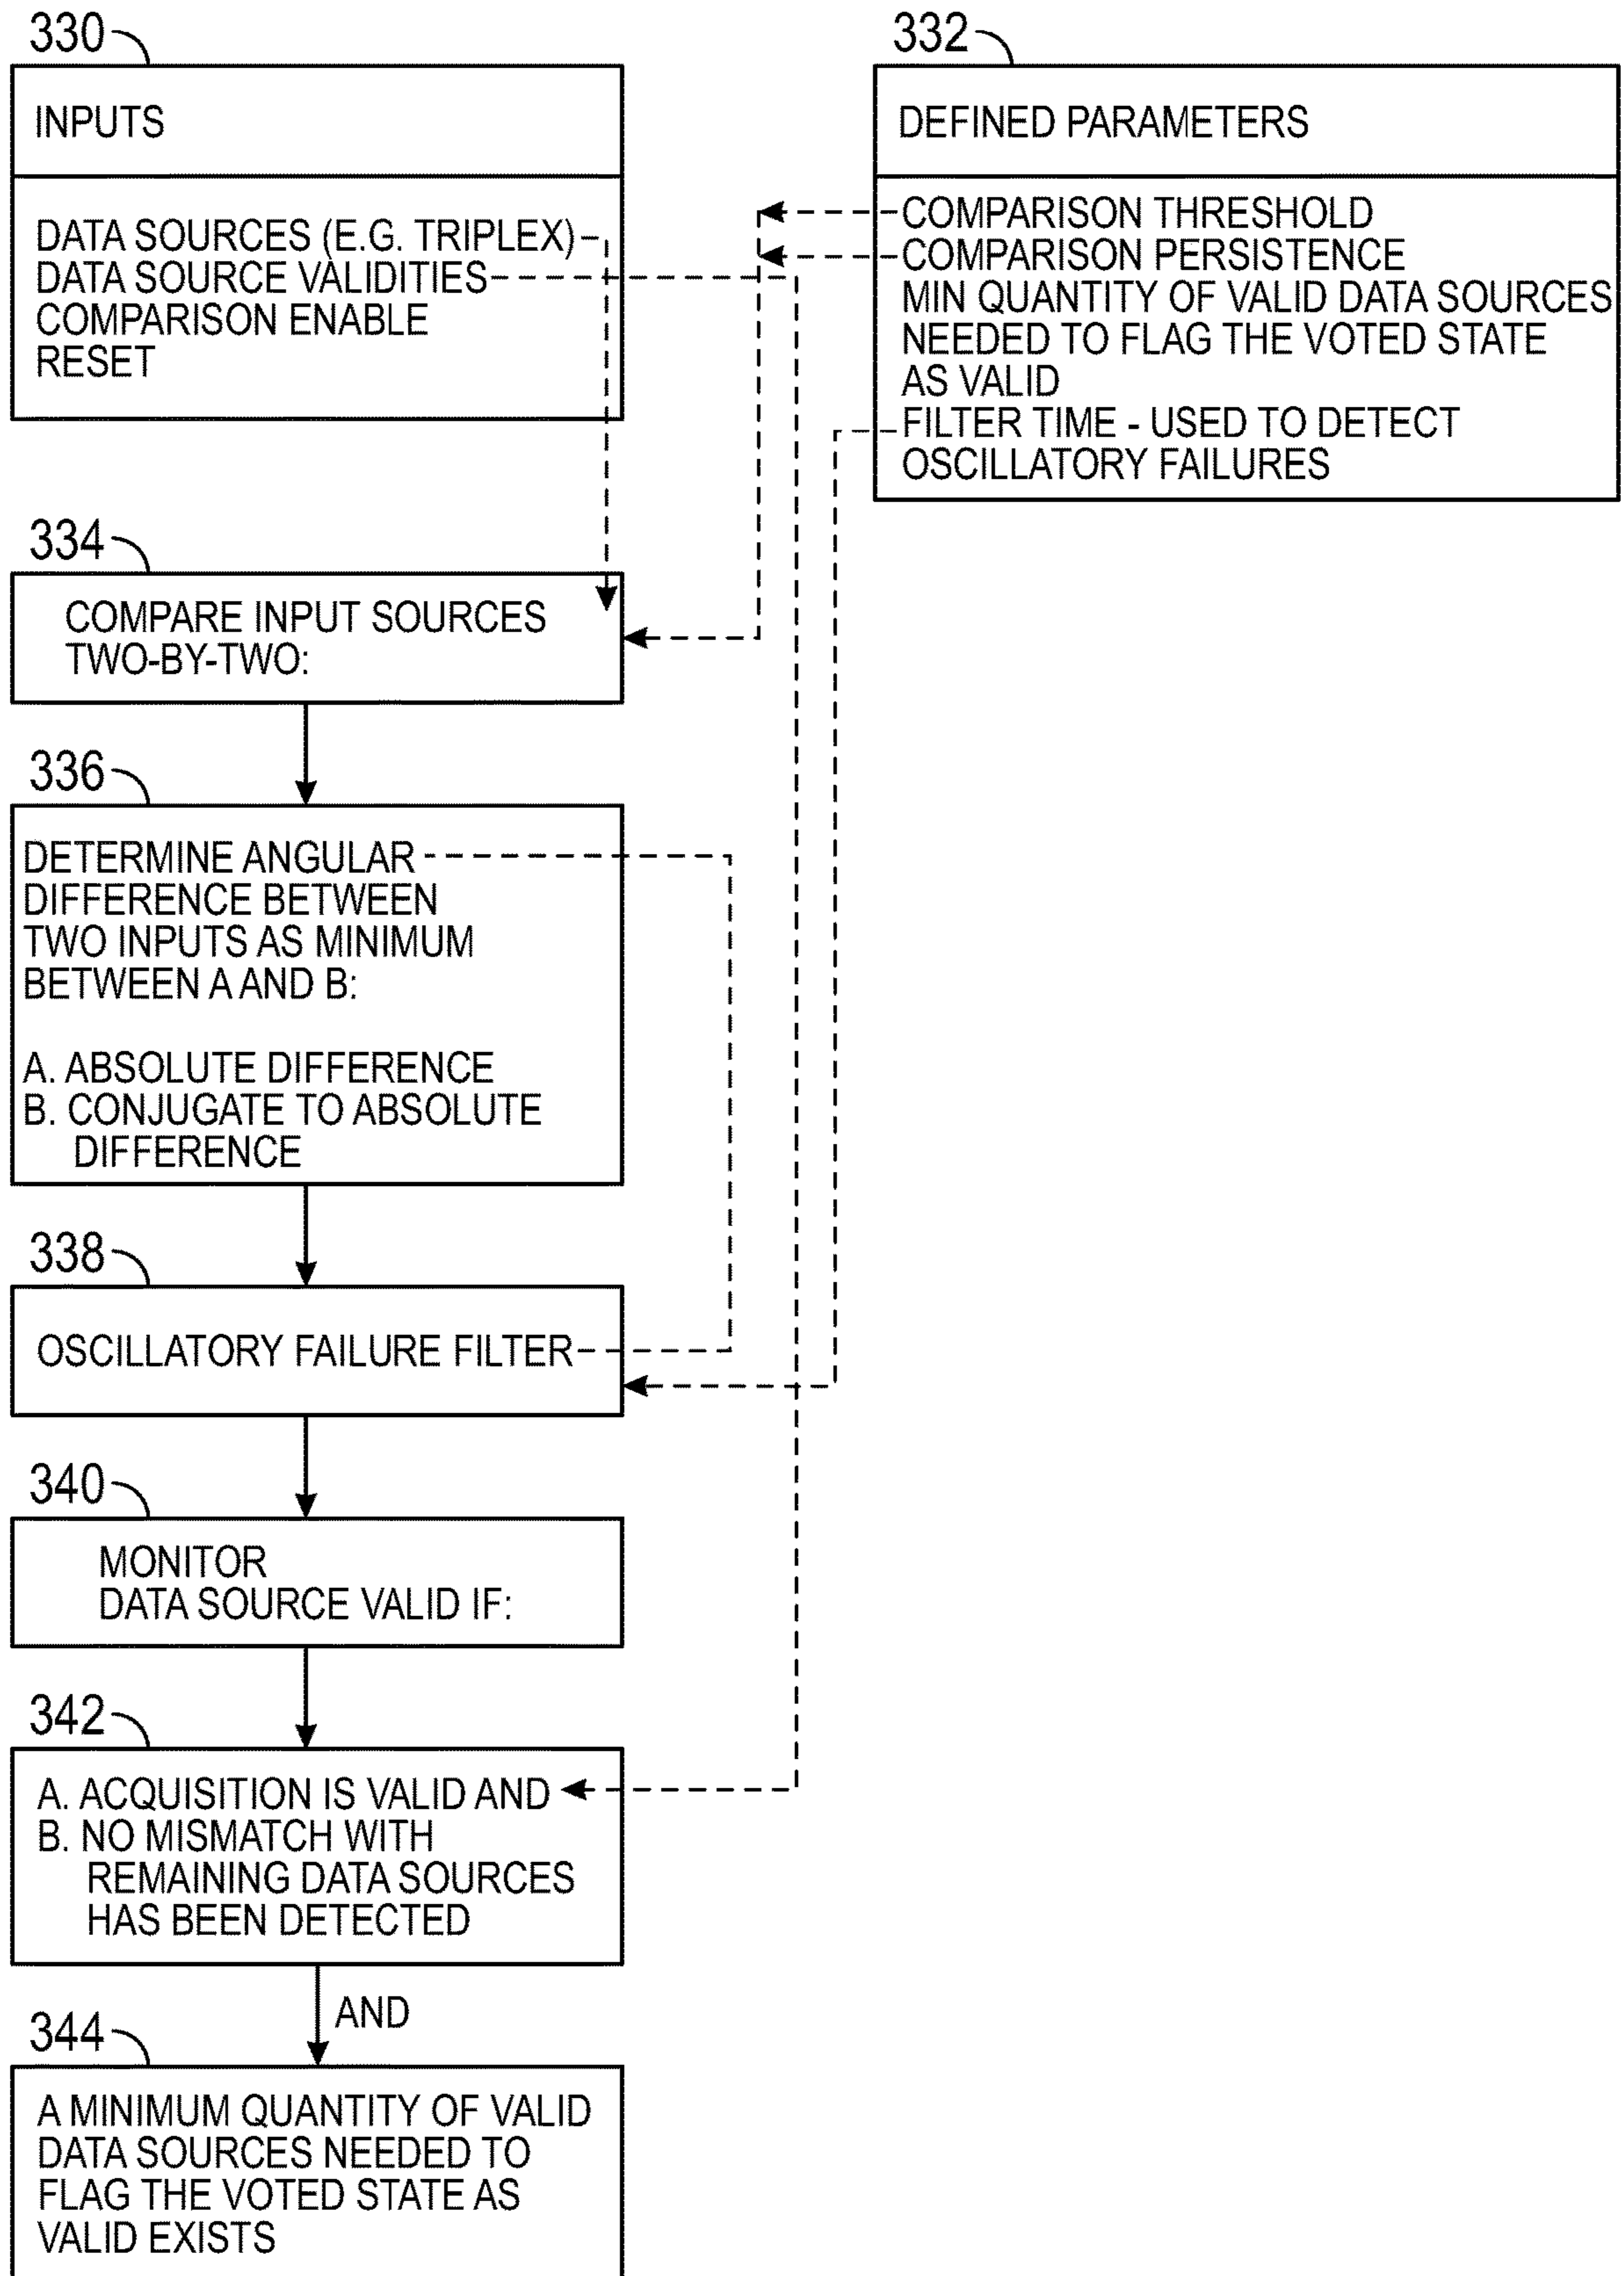 330
INPUTS
DATA SOURCES (E.G. TRIPLEX)
DATA SOURCE VALIDITIES
COMPARISON ENABLE
RESET
332
DEFINED PARAMETERS
COMPARISON THRESHOLD
COMPARISON PERSISTENCE
MIN QUANTITY OF VALID DATA SOURCES
NEEDED TO FLAG THE VOTED STATE
AS VALID
FILTER TIME - USED TO DETECT
OSCILLATORY FAILURES
334
COMPARE INPUT SOURCES
TWO-BY-TWO:
336
DETERMINE ANGULAR
DIFFERENCE BETWEEN
TWO INPUTS AS MINIMUM
BETWEEN A AND B:
A. ABSOLUTE DIFFERENCE
B. CONJUGATE TO ABSOLUTE
DIFFERENCE
338
OSCILLATORY FAILURE FILTER
340
MONITOR
DATA SOURCE VALID IF:
342
A. ACQUISITION IS VALID AND
B. NO MISMATCH WITH
REMAINING DATA SOURCES
HAS BEEN DETECTED
AND
344
A MINIMUM QUANTITY OF VALID
DATA SOURCES NEEDED TO
FLAG THE VOTED STATE AS
VALID EXISTS